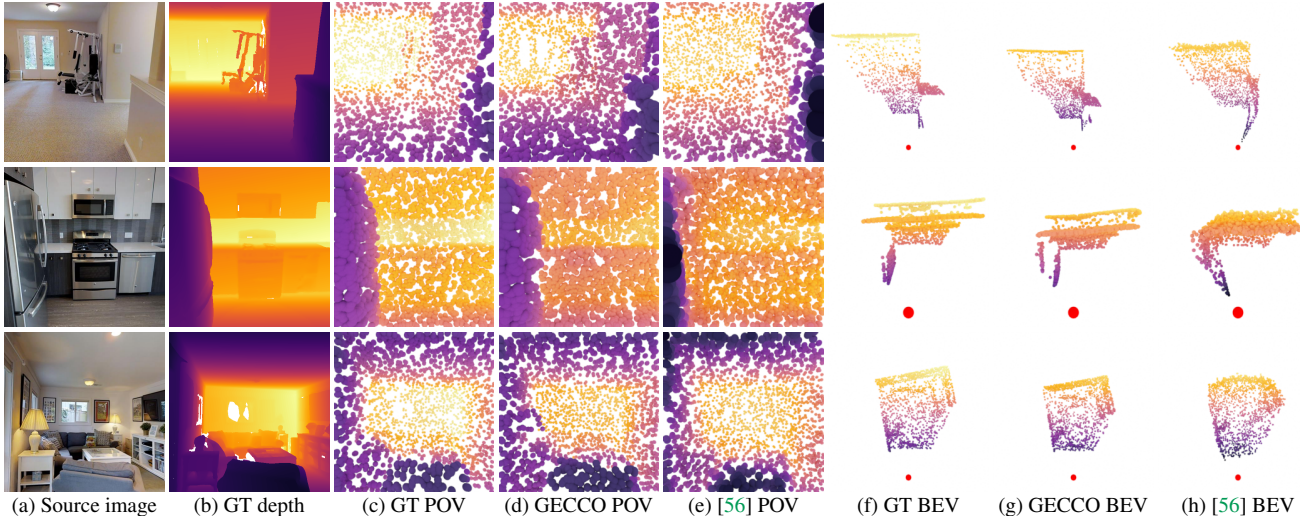 (a) Source image (b) GT depth (c) GT POV (d) GECCO POV (e) [56] POV (f) GT BEV (g) GECCO BEV (h) [56] BEV